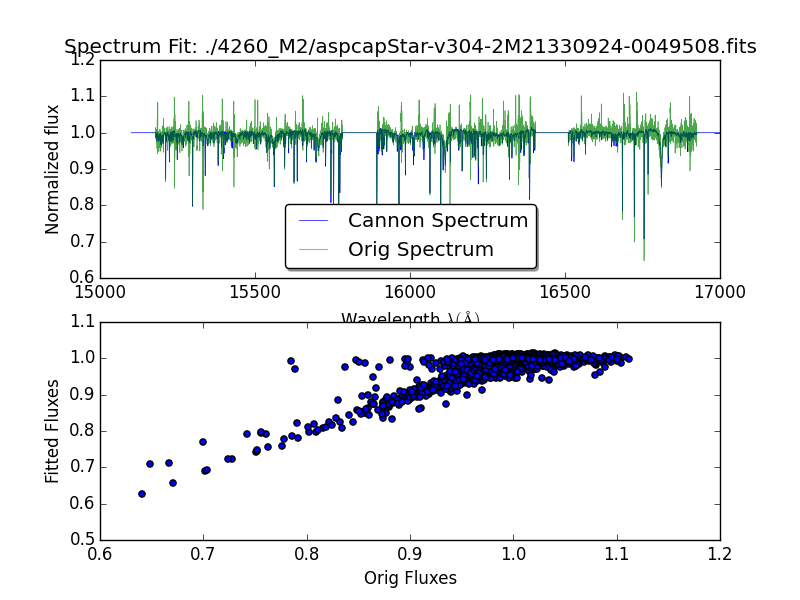 Spectrum Fit: ./4260_M2/aspcapStar-v304-2M21330924-0049508.fits
1.2
1.1
1.0
0.9
0.8
0.7
0.6
Normalized flux
Cannon Spectrum
Orig Spectrum
15000 15500 16000 16500 17000
Wavelength λ(Å)
1.1
1.0
0.9
0.8
0.7
0.6
0.5
Fitted Fluxes
0.6 0.7 0.8 0.9 1.0 1.1 1.2
Orig Fluxes